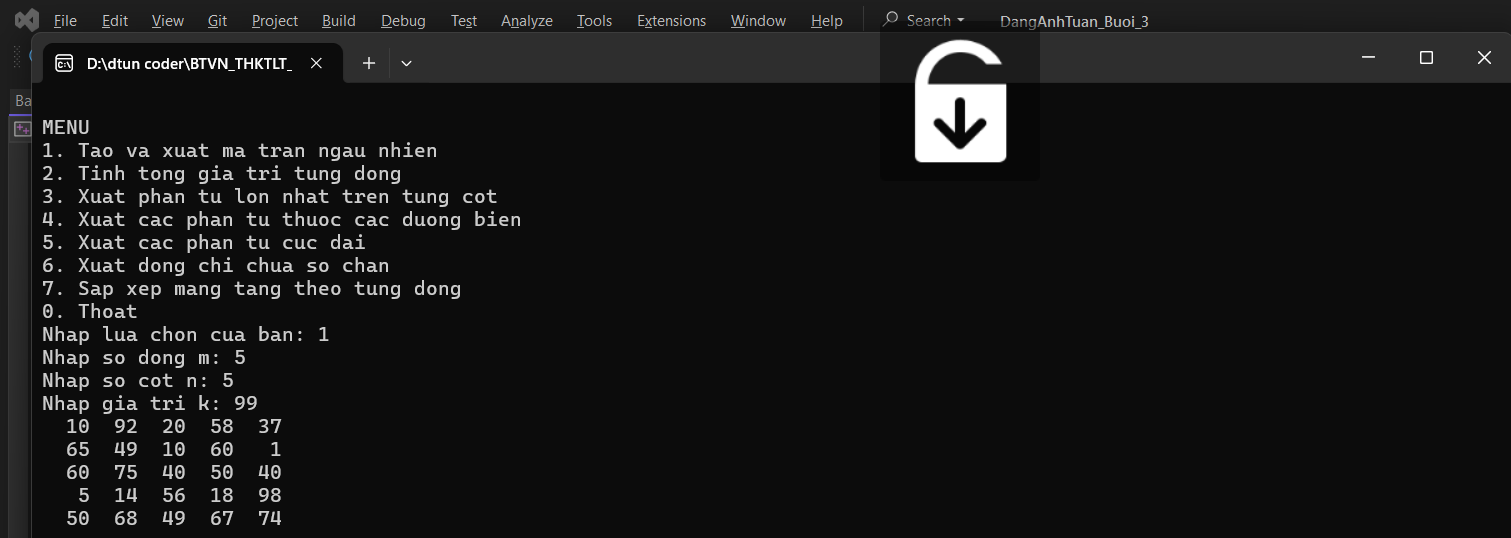 File Edit View Git Project Build Debug Test Analyze Tools Extensions Window Help Search DangAnhTuan_Buoi_3
D:\dtun coder\BTVN_THKTLT_
Ba
MENU
1. Tao va xuat ma tran ngau nhien
2. Tinh tong gia tri tung dong
3. Xuat phan tu lon nhat tren tung cot
4. Xuat cac phan tu thuoc cac duong bien
5. Xuat cac phan tu cuc dai
6. Xuat dong chi chua so chan
7. Sap xep mang tang theo tung dong
0. Thoat
Nhap lua chon cua ban: 1
Nhap so dong m: 5
Nhap so cot n: 5
Nhap gia tri k: 99
10 92 20 58 37
65 49 10 60 1
60 75 40 50 40
5 14 56 18 98
50 68 49 67 74